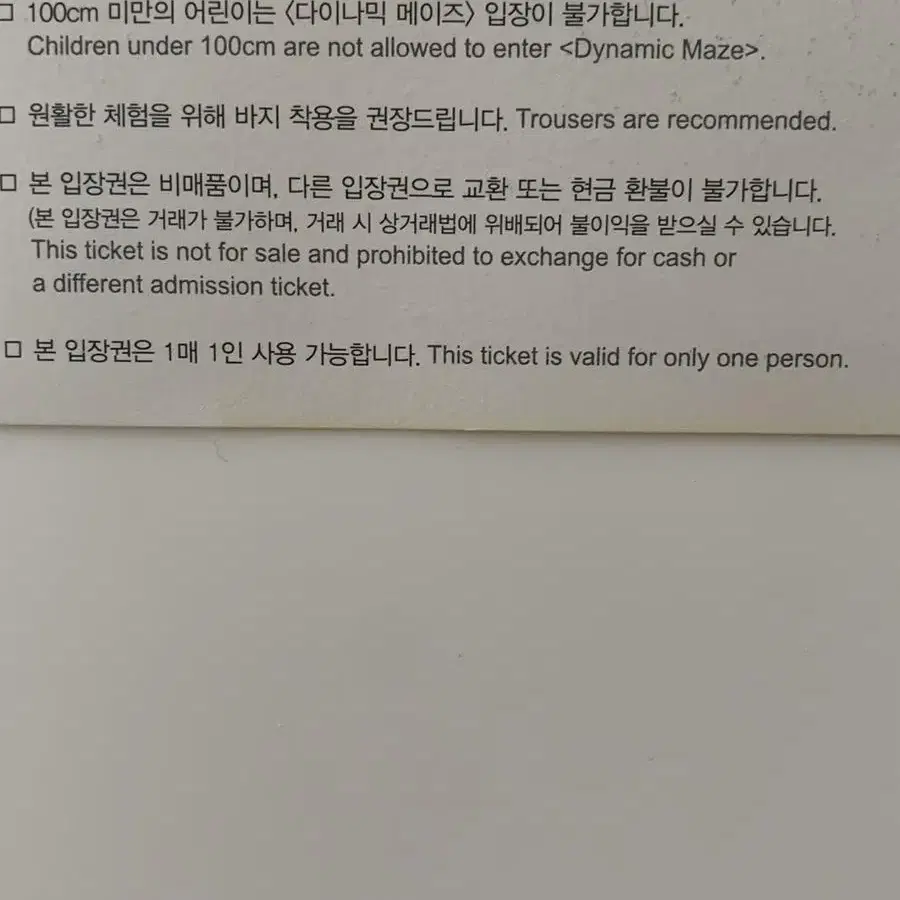 □ 100cm 미만의 어린이는 〈다이나믹 메이즈〉 입장이 불가합니다.
Children under 100cm are not allowed to enter <Dynamic Maze>.
□ 원활한 체험을 위해 바지 착용을 권장드립니다. Trousers are recommended.
□ 본 입장권은 비매품이며, 다른 입장권으로 교환 또는 현금 환불이 불가합니다.
(본 입장권은 거래가 불가하며, 거래 시 상거래법에 위배되어 불이익을 받으실 수 있습니다.
This ticket is not for sale and prohibited to exchange for cash or
a different admission ticket.
□ 본 입장권은 1매 1인 사용 가능합니다. This ticket is valid for only one person.